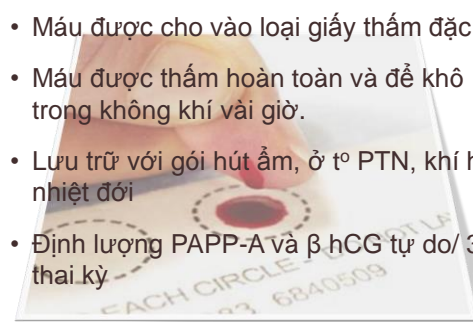 • Máu được cho vào loại giấy thấm đặc
• Máu được thấm hoàn toàn và để khô
trong không khí vài giờ.
• Lưu trữ với gói hút ẩm, ở tº PTN, khí h
nhiệt đới
• Định lượng PAPP-A và β hCG tự do/ 3
thai kỳ
EACH CIRCLE
6840509